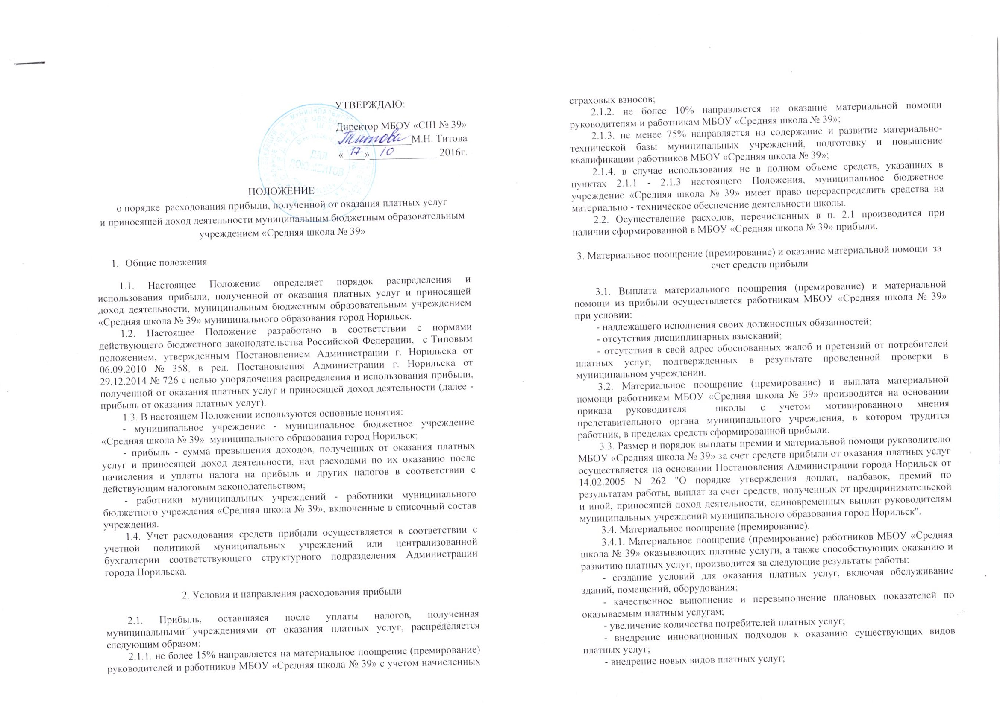 УТВЕРЖДАЮ:
Директор МБОУ «СШ № 39»
Титова М.Н. Титова
«17» 10 2016г.
ДЛЯ
ДОКУМЕНТОВ
ПОЛОЖЕНИЕ
о порядке расходования прибыли, полученной от оказания платных услуг
и приносящей доход деятельности муниципальным бюджетным образовательным
учреждением «Средняя школа № 39»
1. Общие положения
1.1. Настоящее Положение определяет порядок распределения и
использования прибыли, полученной от оказания платных услуг и приносящей
доход деятельности, муниципальным бюджетным образовательным учреждением
«Средняя школа № 39» муниципального образования город Норильск.
1.2. Настоящее Положение разработано в соответствии с нормами
действующего бюджетного законодательства Российской Федерации, с Типовым
положением, утвержденным Постановлением Администрации г. Норильска от
06.09.2010 № 358, в ред. Постановления Администрации г. Норильска от
29.12.2014 № 726 с целью упорядочения распределения и использования прибыли,
полученной от оказания платных услуг и приносящей доход деятельности (далее -
прибыль от оказания платных услуг).
1.3. В настоящем Положении используются основные понятия:
- муниципальное учреждение - муниципальное бюджетное учреждение
«Средняя школа № 39» муниципального образования город Норильск;
- прибыль - сумма превышения доходов, полученных от оказания платных
услуг и приносящей доход деятельности, над расходами по их оказанию после
начисления и уплаты налога на прибыль и других налогов в соответствии с
действующим налоговым законодательством;
- работники муниципальных учреждений - работники муниципального
бюджетного учреждения «Средняя школа № 39», включенные в списочный состав
учреждения.
1.4. Учет расходования средств прибыли осуществляется в соответствии с
учетной политикой муниципальных учреждений или централизованной
бухгалтерии соответствующего структурного подразделения Администрации
города Норильска.
2. Условия и направления расходования прибыли
2.1. Прибыль, оставшаяся после уплаты налогов, полученная
муниципальными учреждениями от оказания платных услуг, распределяется
следующим образом:
2.1.1. не более 15% направляется на материальное поощрение (премирование)
руководителей и работников МБОУ «Средняя школа № 39» с учетом начисленных
страховых взносов;
2.1.2. не более 10% направляется на оказание материальной помощи
руководителям и работникам МБОУ «Средняя школа № 39»;
2.1.3. не менее 75% направляется на содержание и развитие материально-
технической базы муниципальных учреждений, подготовку и повышение
квалификации работников МБОУ «Средняя школа № 39»;
2.1.4. в случае использования не в полном объеме средств, указанных в
пунктах 2.1.1 - 2.1.3 настоящего Положения, муниципальное бюджетное
учреждение «Средняя школа № 39» имеет право перераспределить средства на
материально - техническое обеспечение деятельности школы.
2.2. Осуществление расходов, перечисленных в п. 2.1 производится при
наличии сформированной в МБОУ «Средняя школа № 39» прибыли.
3. Материальное поощрение (премирование) и оказание материальной помощи за
счет средств прибыли
3.1. Выплата материального поощрения (премирование) и материальной
помощи из прибыли осуществляется работникам МБОУ «Средняя школа № 39»
при условии:
- надлежащего исполнения своих должностных обязанностей;
- отсутствия дисциплинарных взысканий;
- отсутствия в свой адрес обоснованных жалоб и претензий от потребителей
платных услуг, подтвержденных в результате проведенной проверки в
муниципальном учреждении.
3.2. Материальное поощрение (премирование) и выплата материальной
помощи работникам МБОУ «Средняя школа № 39» производится на основании
приказа руководителя школы с учетом мотивированного мнения
представительного органа муниципального учреждения, в котором трудится
работник, в пределах средств сформированной прибыли.
3.3. Размер и порядок выплаты премии и материальной помощи руководителю
МБОУ «Средняя школа № 39» за счет средств прибыли от оказания платных услуг
осуществляется на основании Постановления Администрации города Норильск от
14.02.2005 N 262 "О порядке утверждения доплат, надбавок, премий по
результатам работы, выплат за счет средств, полученных от предпринимательской
и иной, приносящей доход деятельности, единовременных выплат руководителям
муниципальных учреждений муниципального образования город Норильск".
3.4. Материальное поощрение (премирование).
3.4.1. Материальное поощрение (премирование) работников МБОУ «Средняя
школа № 39» оказывающих платные услуги, а также способствующих оказанию и
развитию платных услуг, производится за следующие результаты работы:
- создание условий для оказания платных услуг, включая обслуживание
зданий, помещений, оборудования;
- качественное выполнение и перевыполнение плановых показателей по
оказываемым платным услугам;
- увеличение количества потребителей платных услуг;
- внедрение инновационных подходов к оказанию существующих видов
платных услуг;
- внедрение новых видов платных услуг;